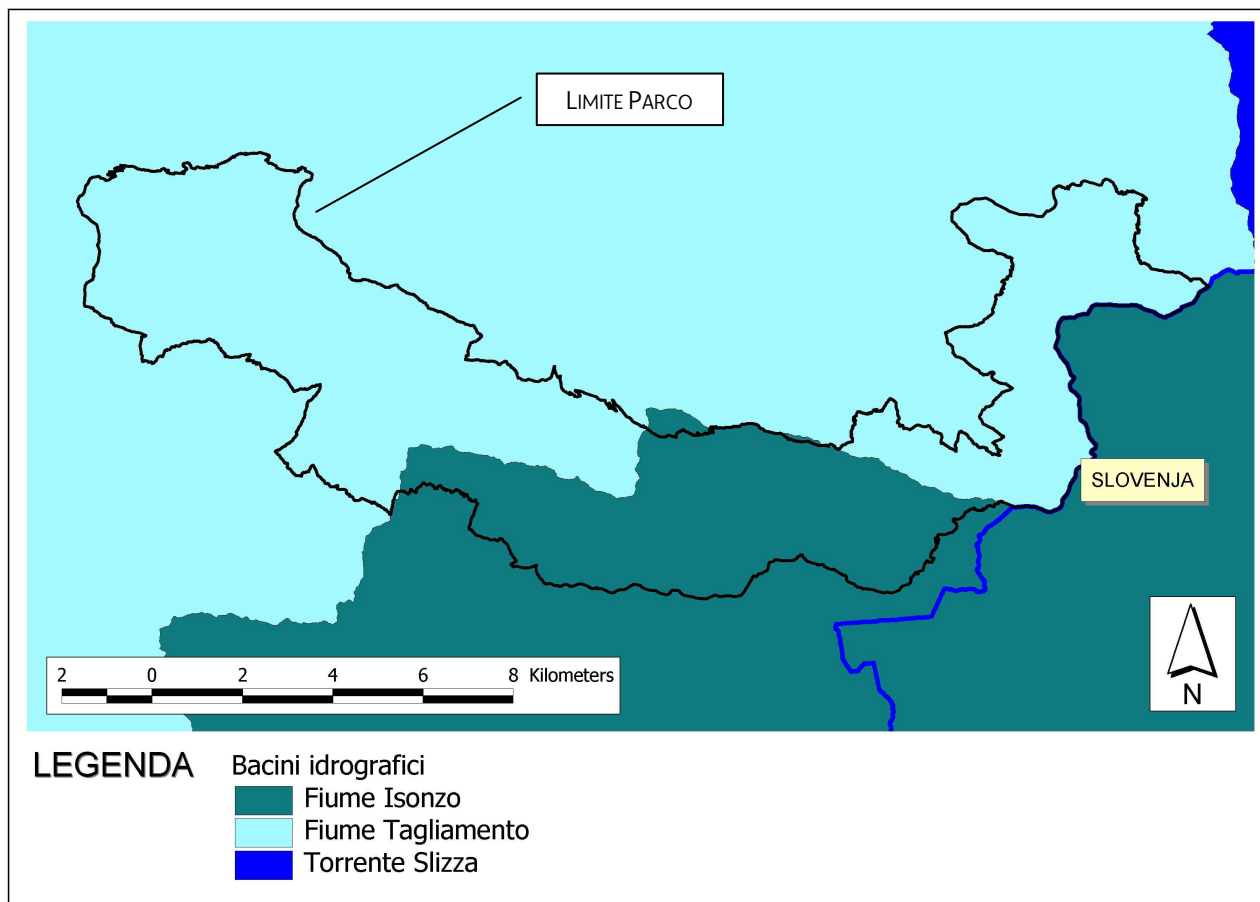 LIMITE PARCO
SLOVENJA
2 0 2 4 6 8 Kilometers
N
LEGENDA
Bacini idrografici
Fiume Isonzo
Fiume Tagliamento
Torrente Slizza